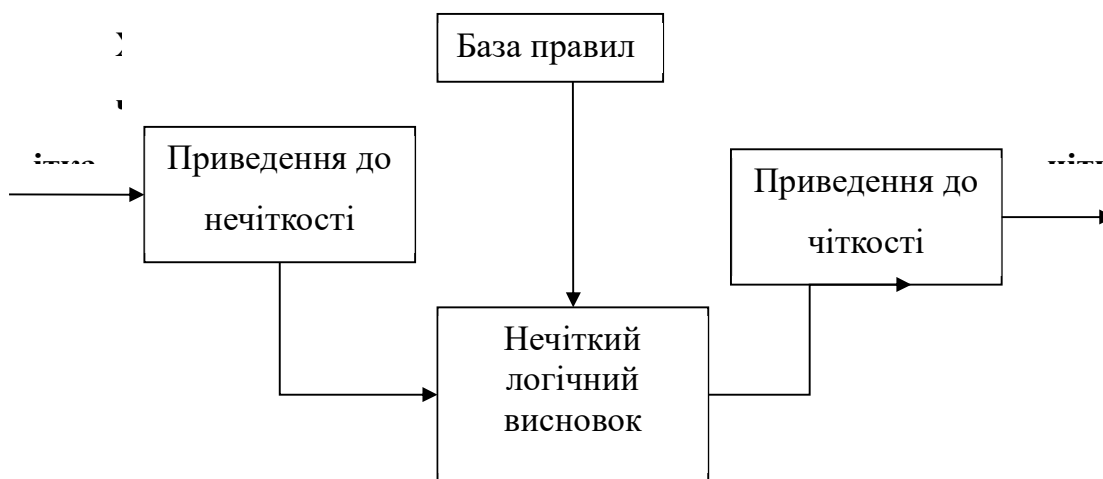 База правил
Приведення до
нечіткості
Приведення до
чіткості
Нечіткий
логічний
висновок